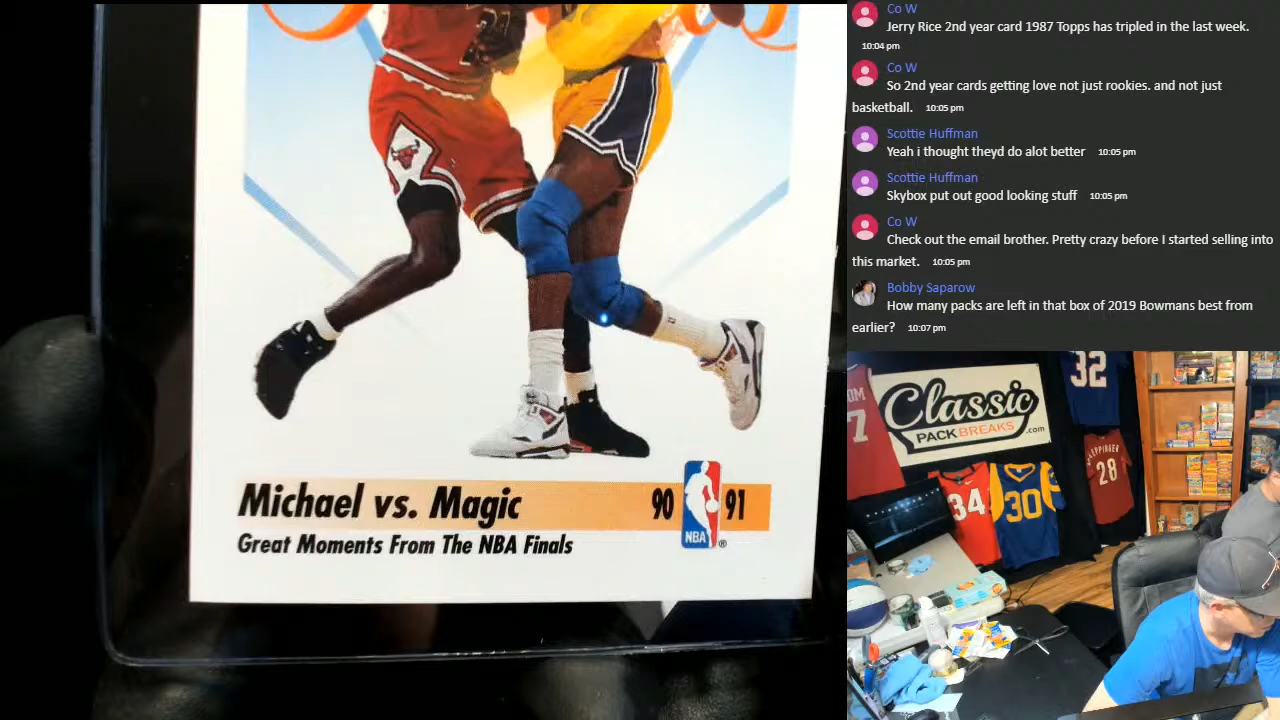 Michael vs. Magic
90 NBA 91
Great Moments From The NBA Finals
Co W
Jerry Rice 2nd year card 1987 Topps has tripled in the last week.
10:04 pm
Co W
So 2nd year cards getting love not just rookies. and not just
basketball. 10:05 pm
Scottie Huffman
Yeah i thought theyd do alot better 10:05 pm
Scottie Huffman
Skybox put out good looking stuff 10:05 pm
Co W
Check out the email brother. Pretty crazy before I started selling into
this market. 10:05 pm
Bobby Saparow
How many packs are left in that box of 2019 Bowmans best from
earlier? 10:07 pm
Classic
PACK BREAKS .com
32
7
34
30
28